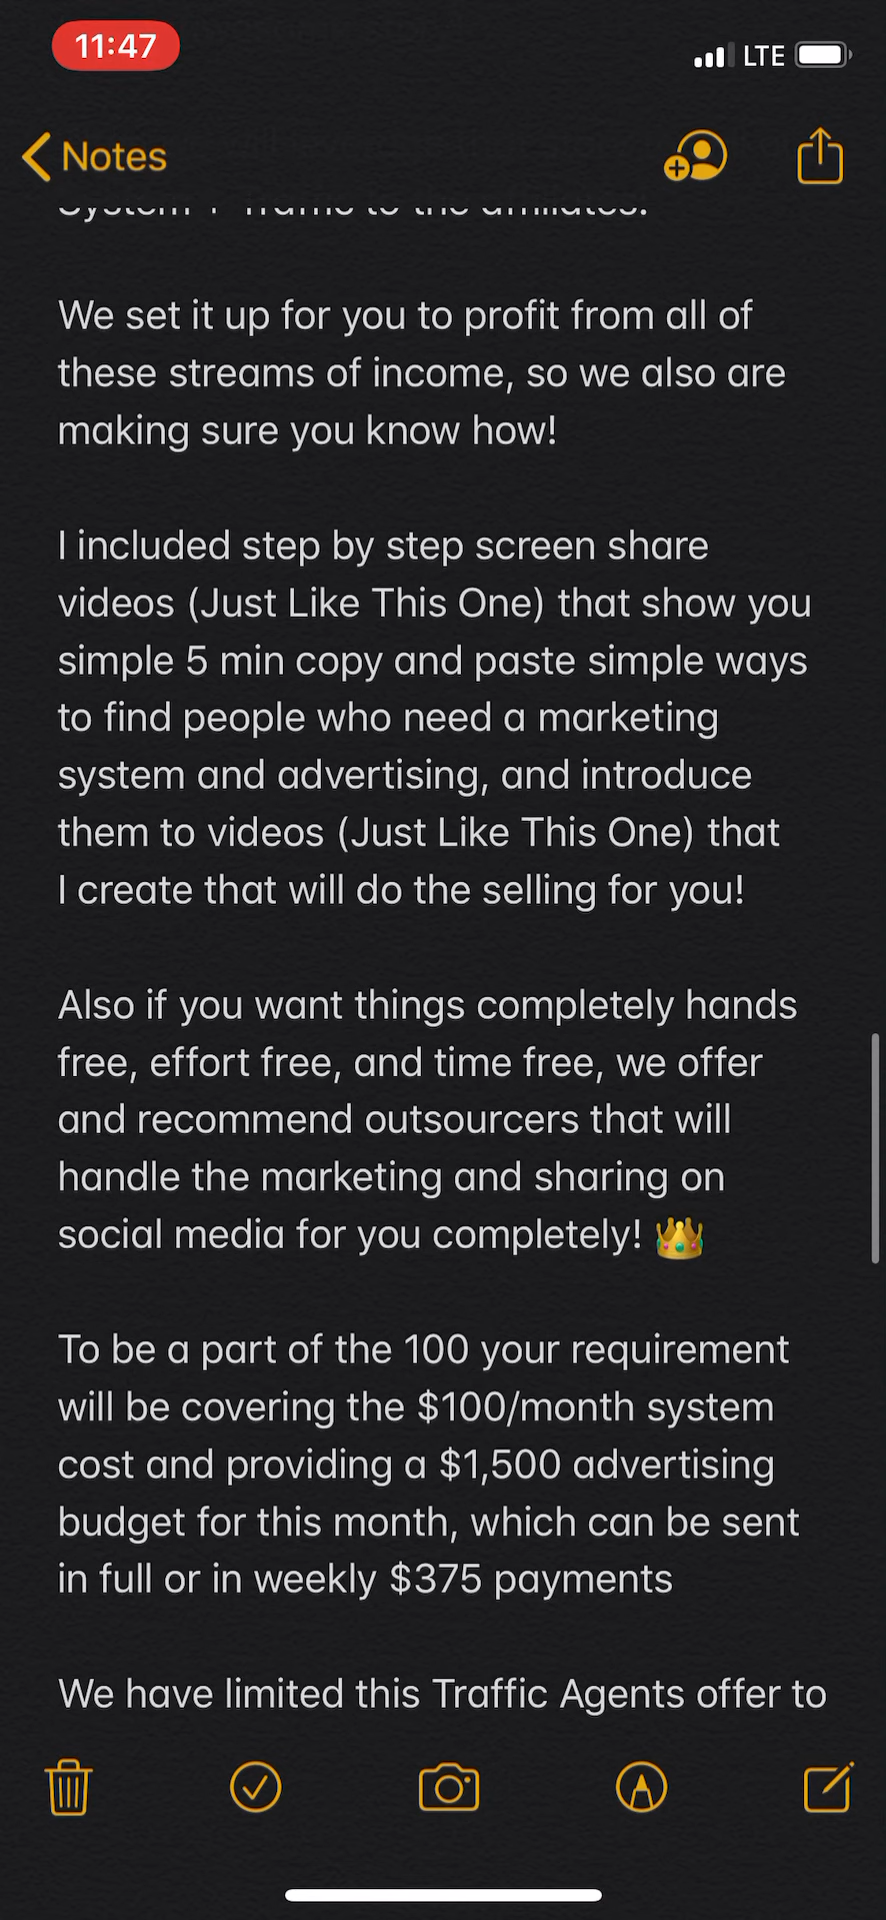 11:47
LTE
Notes
System + Traffic to the affiliates.
We set it up for you to profit from all of
these streams of income, so we also are
making sure you know how!
I included step by step screen share
videos (Just Like This One) that show you
simple 5 min copy and paste simple ways
to find people who need a marketing
system and advertising, and introduce
them to videos (Just Like This One) that
I create that will do the selling for you!
Also if you want things completely hands
free, effort free, and time free, we offer
and recommend outsourcers that will
handle the marketing and sharing on
social media for you completely! 👑
To be a part of the 100 your requirement
will be covering the $100/month system
cost and providing a $1,500 advertising
budget for this month, which can be sent
in full or in weekly $375 payments
We have limited this Traffic Agents offer to